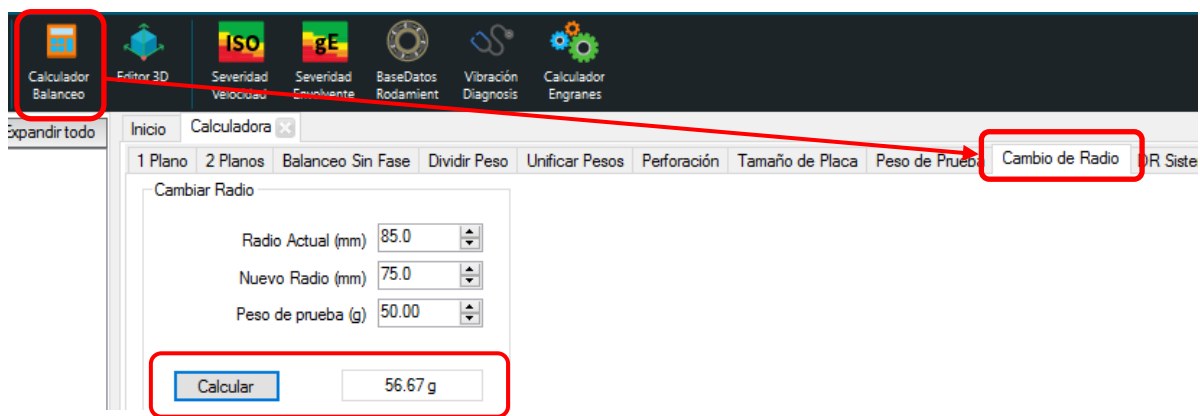 ISO gE
Calculador Editor 3D Severidad Severidad BaseDatos Vibración Calculador
Balanceo Velocidad Envolvente Rodamient Diagnosis Engranes
Expandir todo Inicio Calculadora
1 Plano 2 Planos Balanceo Sin Fase Dividir Peso Unificar Pesos Perforación Tamaño de Placa Peso de Prueba Cambio de Radio DR Siste
Cambiar Radio
Radio Actual (mm) 85.0
Nuevo Radio (mm) 75.0
Peso de prueba (g) 50.00
Calcular 56.67 g